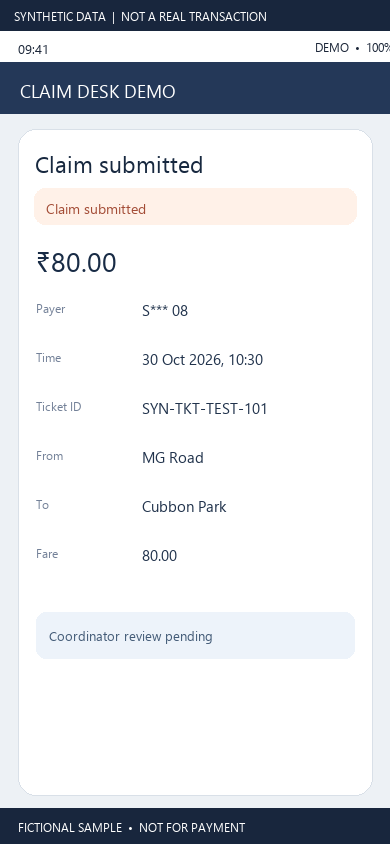 SYNTHETIC DATA | NOT A REAL TRANSACTION
09:41
DEMO • 100%
CLAIM DESK DEMO
Claim submitted
Claim submitted
₹80.00
Payer S*** 08
Time 30 Oct 2026, 10:30
Ticket ID SYN-TKT-TEST-101
From MG Road
To Cubbon Park
Fare 80.00
Coordinator review pending
FICTIONAL SAMPLE • NOT FOR PAYMENT